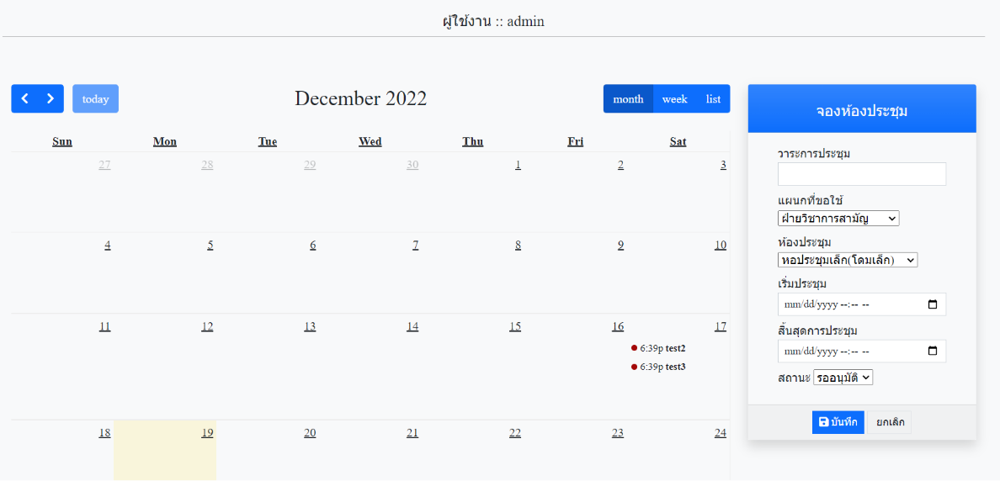 ผู้ใช้งาน :: admin
today
December 2022
month week list
Sun Mon Tue Wed Thu Fri Sat
27 28 29 30 1 2 3
4 5 6 7 8 9 10
11 12 13 14 15 16 17
6:39p test2
6:39p test3
18 19 20 21 22 23 24
จองห้องประชุม
วาระการประชุม
แผนกที่ขอใช้
ฝ่ายวิชาการสามัญ
ห้องประชุม
หอประชุมเล็ก(โดมเล็ก)
เริ่มประชุม
mm/dd/yyyy --:-- --
สิ้นสุดการประชุม
mm/dd/yyyy --:-- --
สถานะ รออนุมัติ
บันทึก ยกเลิก